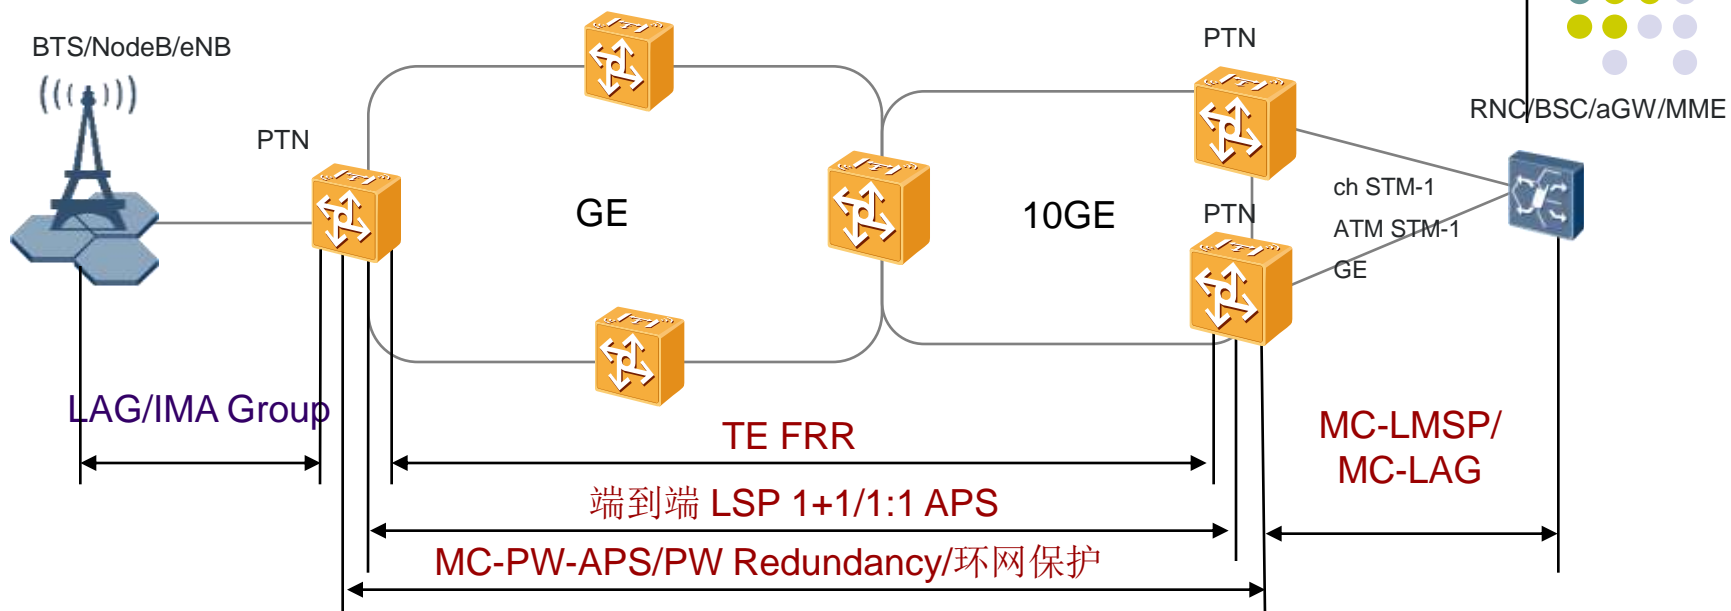 BTS/NodeB/eNB
PTN
PTN
RNC/BSC/aGW/MME
PTN
GE
10GE
ch STM-1
ATM STM-1
GE
LAG/IMA Group
TE FRR
MC-LMSP/
MC-LAG
端到端 LSP 1+1/1:1 APS
MC-PW-APS/PW Redundancy/环网保护